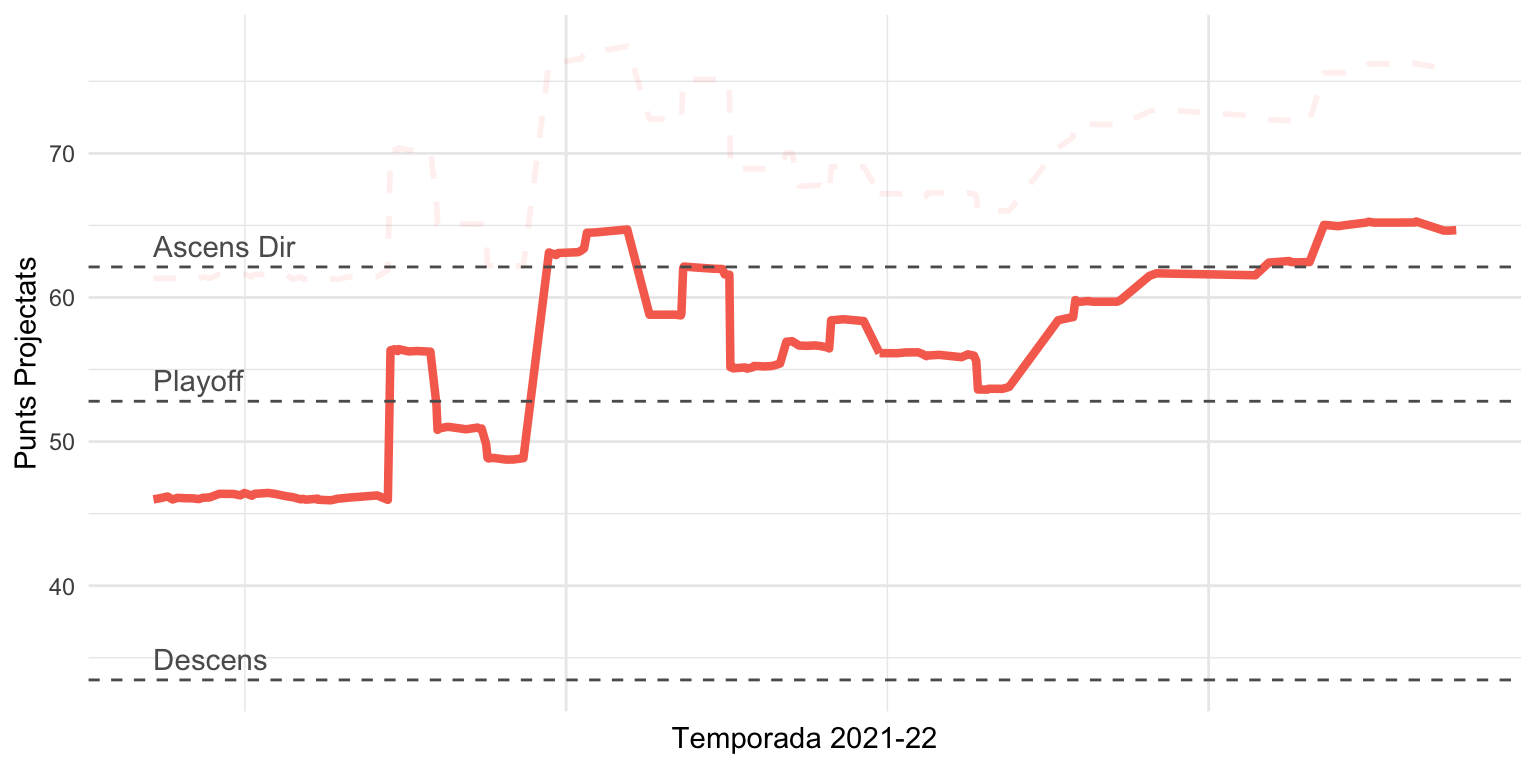 70
60
50
40
Ascens Dir
Playoff
Descens
Punts Projectats
Temporada 2021-22